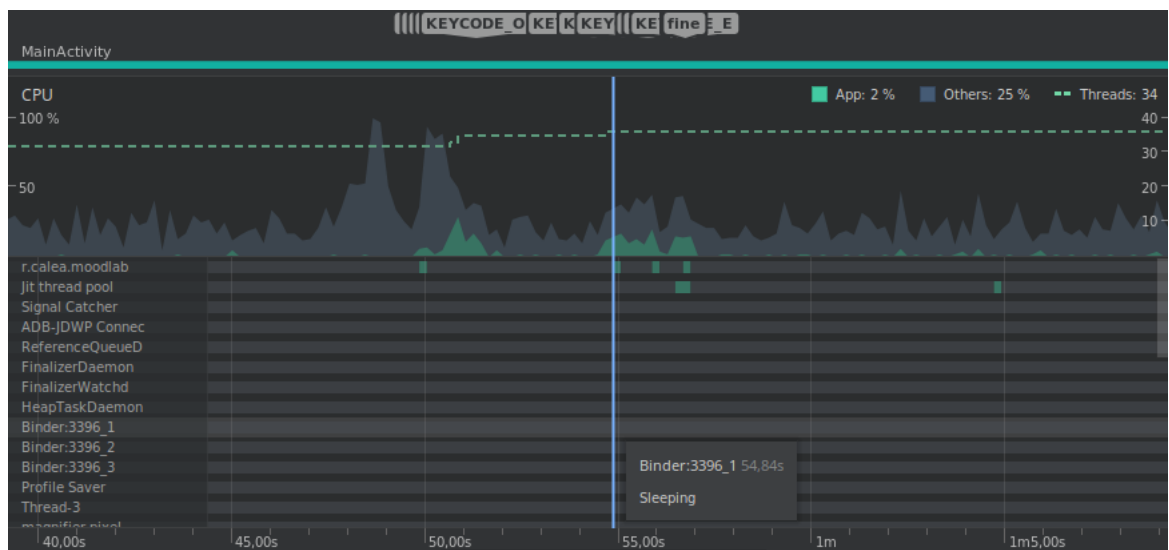 KEYCODE_O KE K KEY KE fine E_E
MainActivity
CPU
App: 2 % Others: 25 % Threads: 34
100 %
40
30
50
20
10
r.calea.moodlab
Jit thread pool
Signal Catcher
ADB-JDWP Connec
ReferenceQueueD
FinalizerDaemon
FinalizerWatchd
HeapTaskDaemon
Binder:3396_1
Binder:3396_2
Binder:3396_3
Profile Saver
Thread-3
magnifier pixel
Binder:3396_1 54,84s
Sleeping
40,00s 45,00s 50,00s 55,00s 1m 1m5,00s